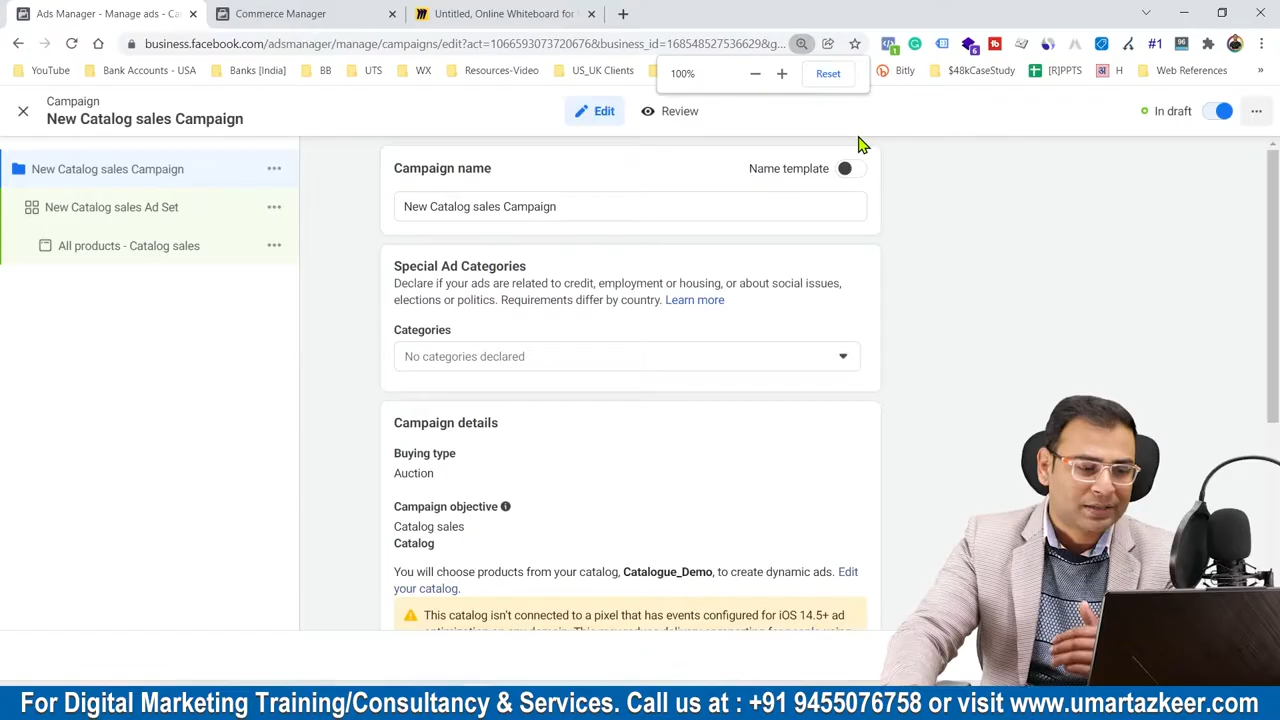 Ads Manager - Manage ads - Ca
Commerce Manager
Untitled, Online Whiteboard for
business.facebook.com/adsmanager/manage/campaigns/edit?act=1065933073720676&business_id=168548527536629&g...
YouTube
Bank Accounts - USA
Banks [India]
BB
UTS
WX
Resources-Video
US_UK Clients
Bitly
$48kCaseStudy
[R]PPTS
H
Web References
#1
96
100%
Reset
Campaign
New Catalog sales Campaign
Edit
Review
In draft
New Catalog sales Campaign
New Catalog sales Ad Set
All products - Catalog sales
Campaign name
Name template
New Catalog sales Campaign
Special Ad Categories
Declare if your ads are related to credit, employment or housing, or about social issues,
elections or politics. Requirements differ by country. Learn more
Categories
No categories declared
Campaign details
Buying type
Auction
Campaign objective
Catalog sales
Catalog
You will choose products from your catalog, Catalogue_Demo, to create dynamic ads. Edit
your catalog.
This catalog isn't connected to a pixel that has events configured for iOS 14.5+ ad
For Digital Marketing Training/Consultancy & Services. Call us at : +91 9455076758 or visit www.umartazkeer.com